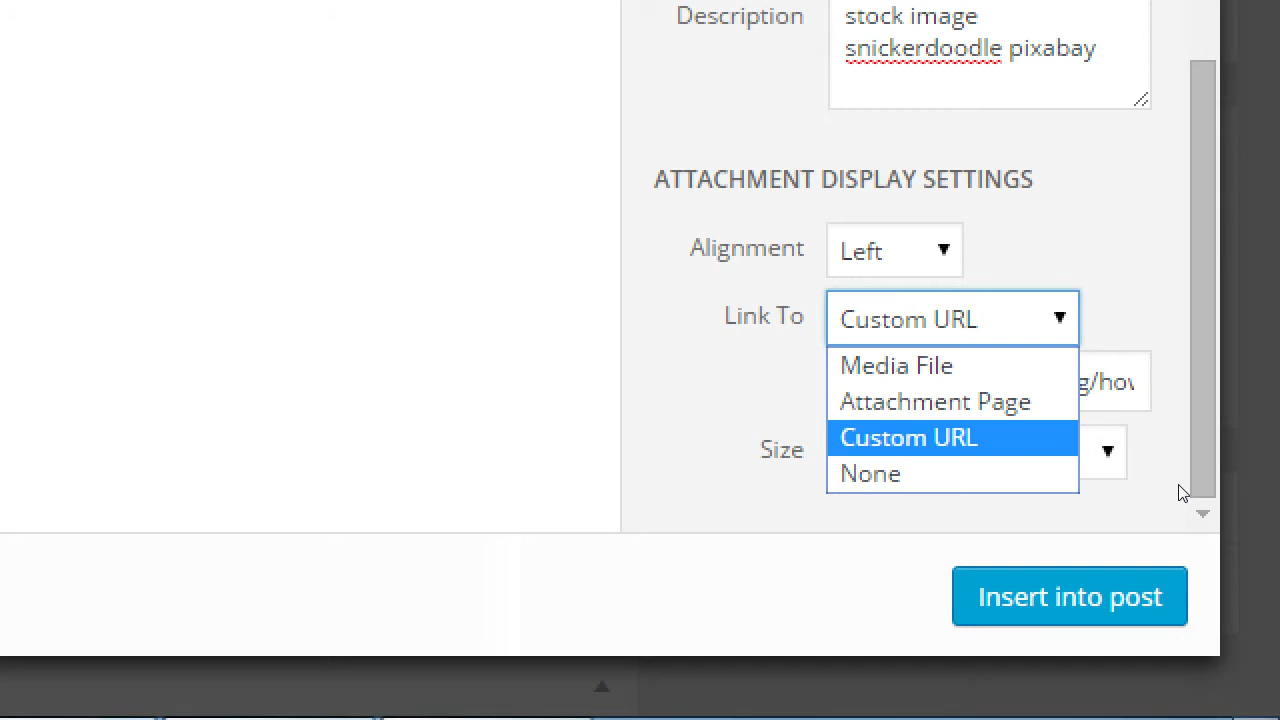 Description
stock image
snickerdoodle pixabay
ATTACHMENT DISPLAY SETTINGS
Alignment Left
Link To Custom URL
Media File
Attachment Page
Custom URL
None
Size
Insert into post